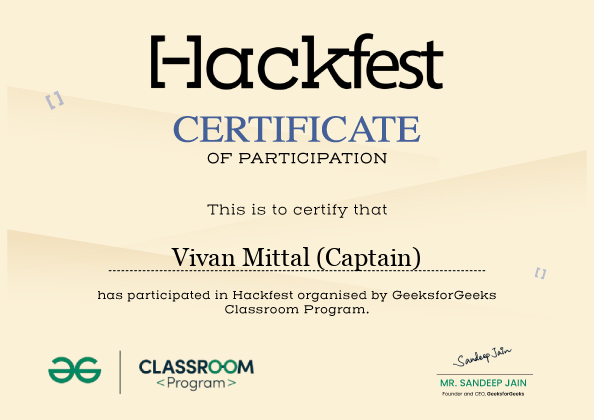 Hackfest
CERTIFICATE
OF PARTICIPATION
This is to certify that
Vivan Mittal (Captain)
has participated in Hackfest organised by GeeksforGeeks
Classroom Program.
CLASSROOM
<Program>
Sandeep Jain
MR. SANDEEP JAIN
Founder and CEO, GeeksforGeeks